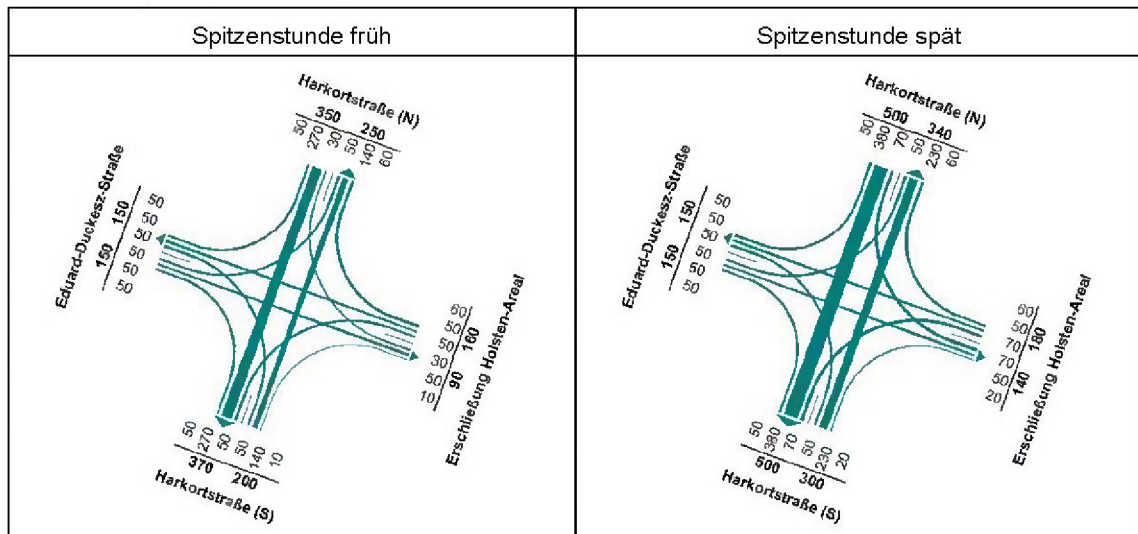 Spitzenstunde früh
Spitzenstunde spät
Harkortstraße (N)
350 250
50 270 30 50 140 60
Eduard-Duckesz-Straße
150 150
50
50
50
50
50
50
60
50
50
30
50
10
160
90
Erschließung Holsten-Areal
50 270 50 50 140 10
370 200
Harkortstraße (S)
Harkortstraße (N)
500 340
50 380 70 50 230 60
Eduard-Duckesz-Straße
150 150
50
50
50
50
50
50
60
50
70
70
50
20
180
140
Erschließung Holsten-Areal
50 380 70 50 230 20
500 300
Harkortstraße (S)